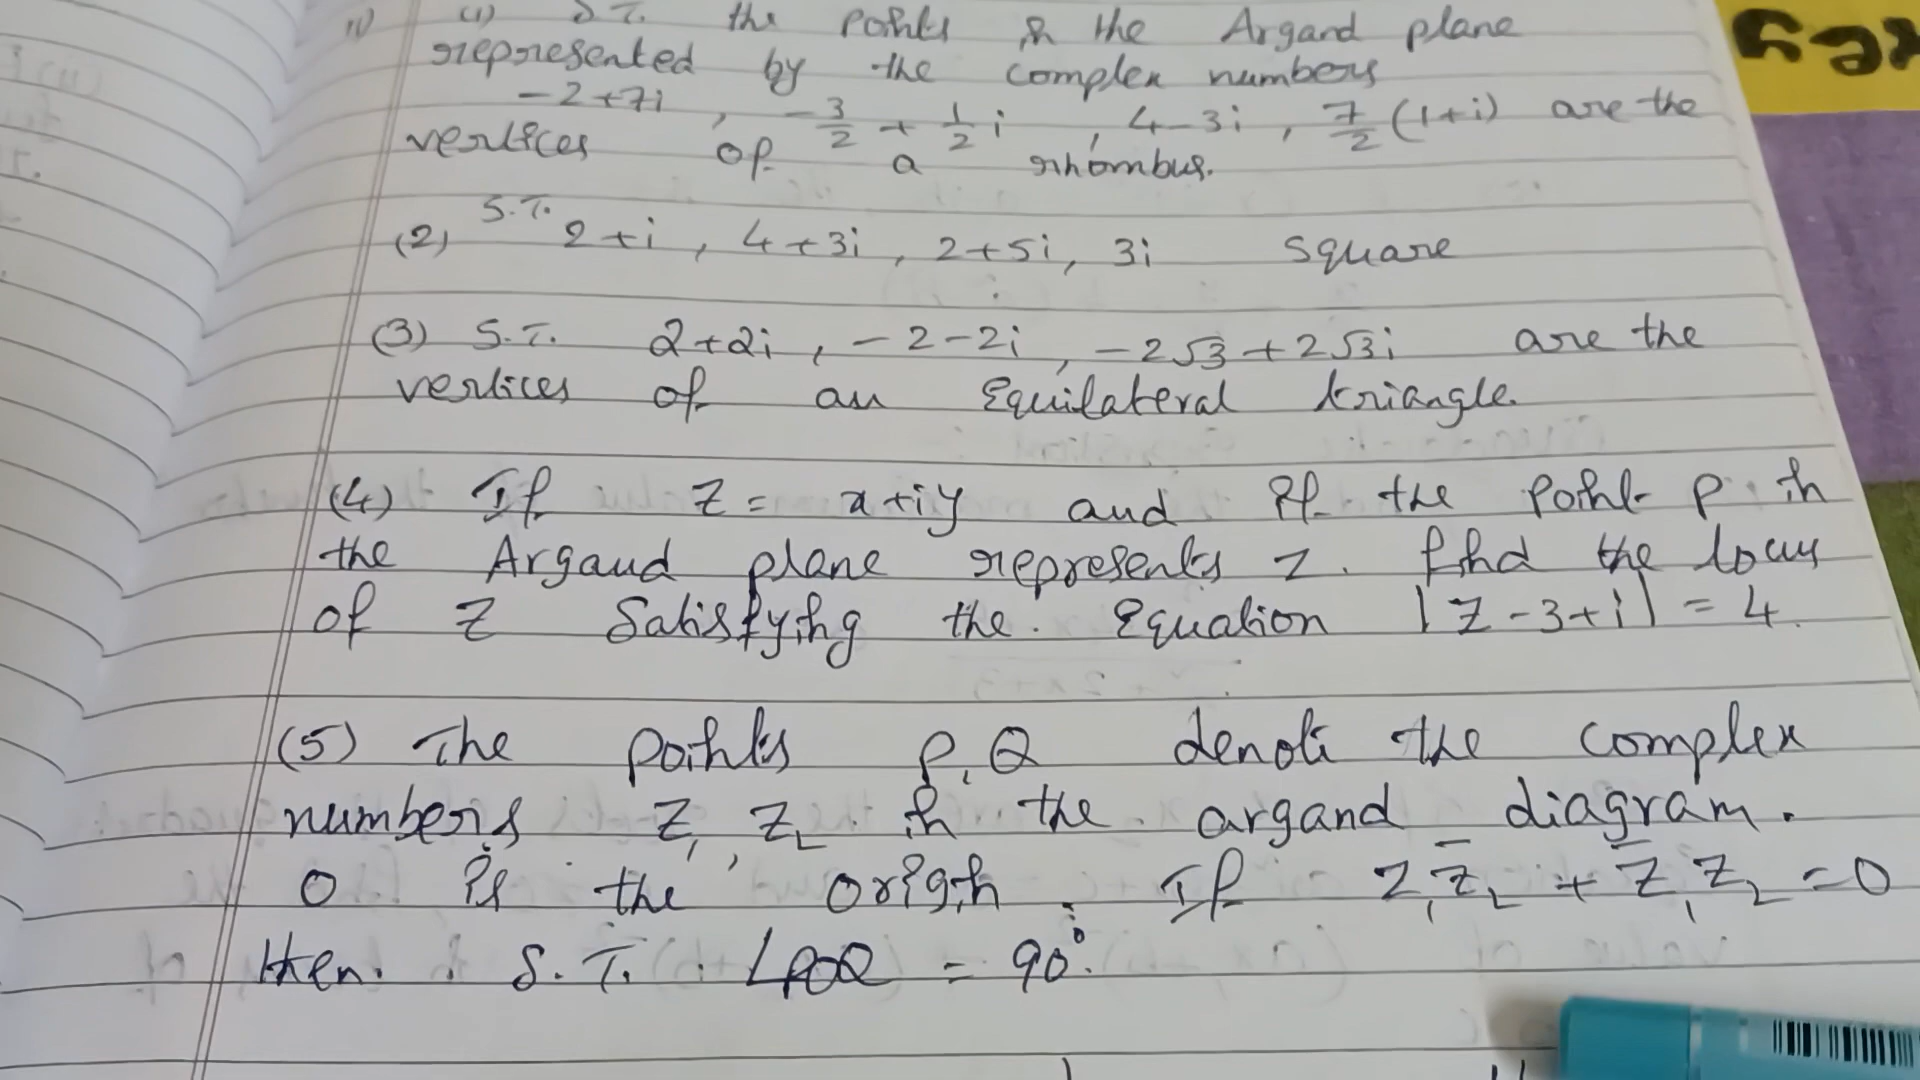 (1) S.T. the points in the Argand plane
represented by the complex numbers
-2+7i, -3/2 + 1/2 i, 4-3i, 7/2 (1+i) are the
vertices of a rhombus.
(2) S.T. 2+i, 4+3i, 2+5i, 3i square
(3) S.T. 2+2i, -2-2i, -2√3+2√3i are the
vertices of an Equilateral triangle.
(4) If Z = x+iy and if the point P in
the Argand plane represents z. find the locus
of Z Satisfying the. Equation |Z-3+i| = 4.
(5) The points P, Q denote the complex
numbers Z₁, Z₂ in the argand diagram.
O is the origin. If Z₁Z̄₂ + Z̄₁Z₂ = 0
then. S.T. ∠POQ = 90°.